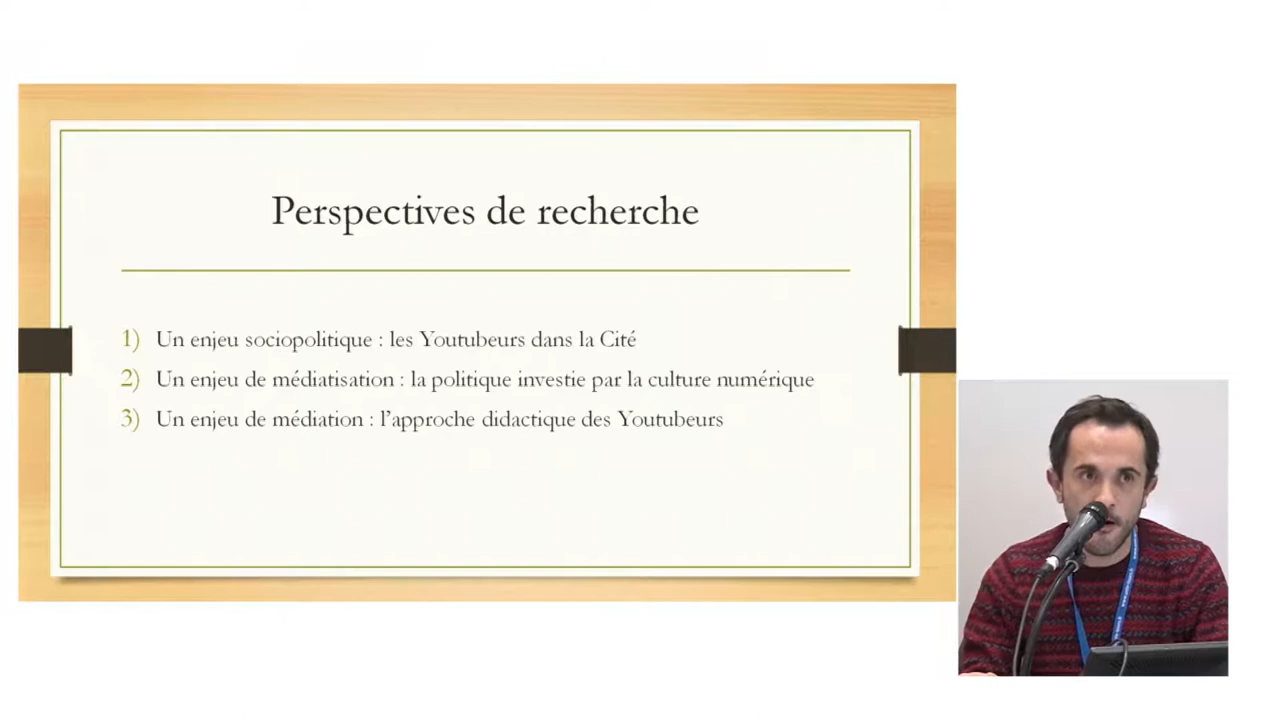 Perspectives de recherche
1) Un enjeu sociopolitique : les Youtubeurs dans la Cité
2) Un enjeu de médiatisation : la politique investie par la culture numérique
3) Un enjeu de médiation : l’approche didactique des Youtubeurs